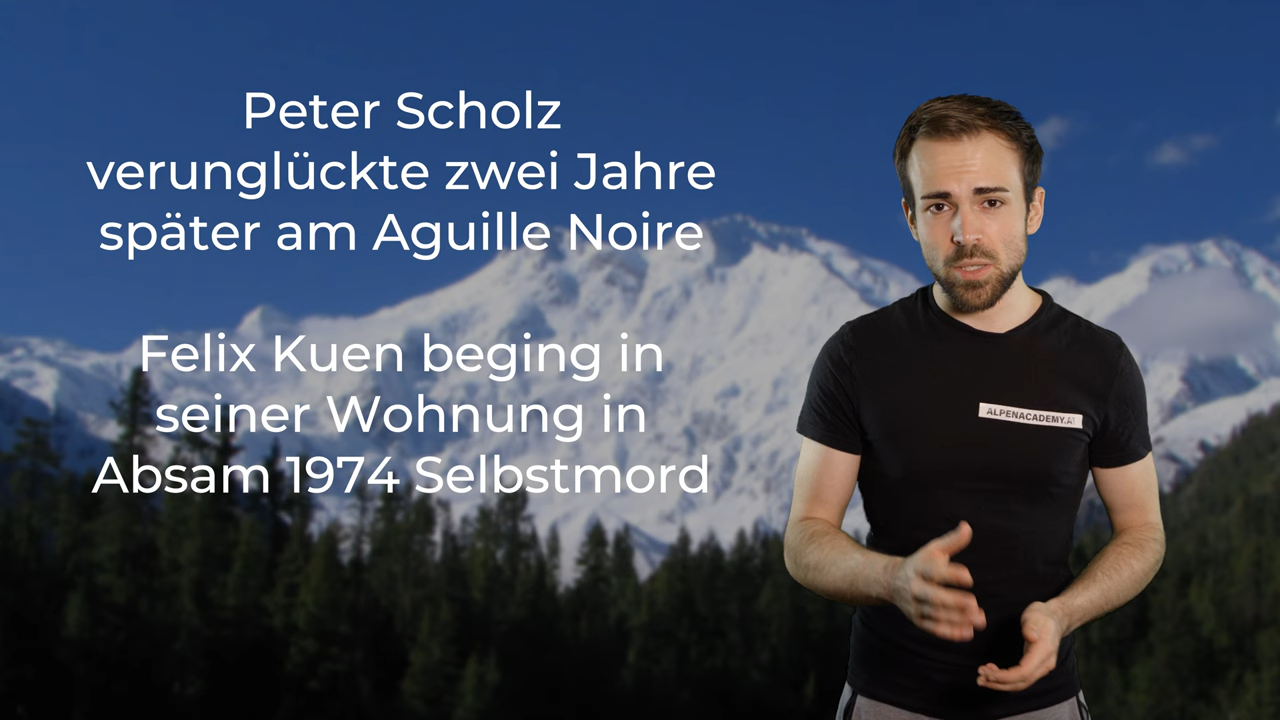 Peter Scholz
verunglückte zwei Jahre
später am Aguille Noire
Felix Kuen beging in
seiner Wohnung in
Absam 1974 Selbstmord
ALPENACADEMY.AT